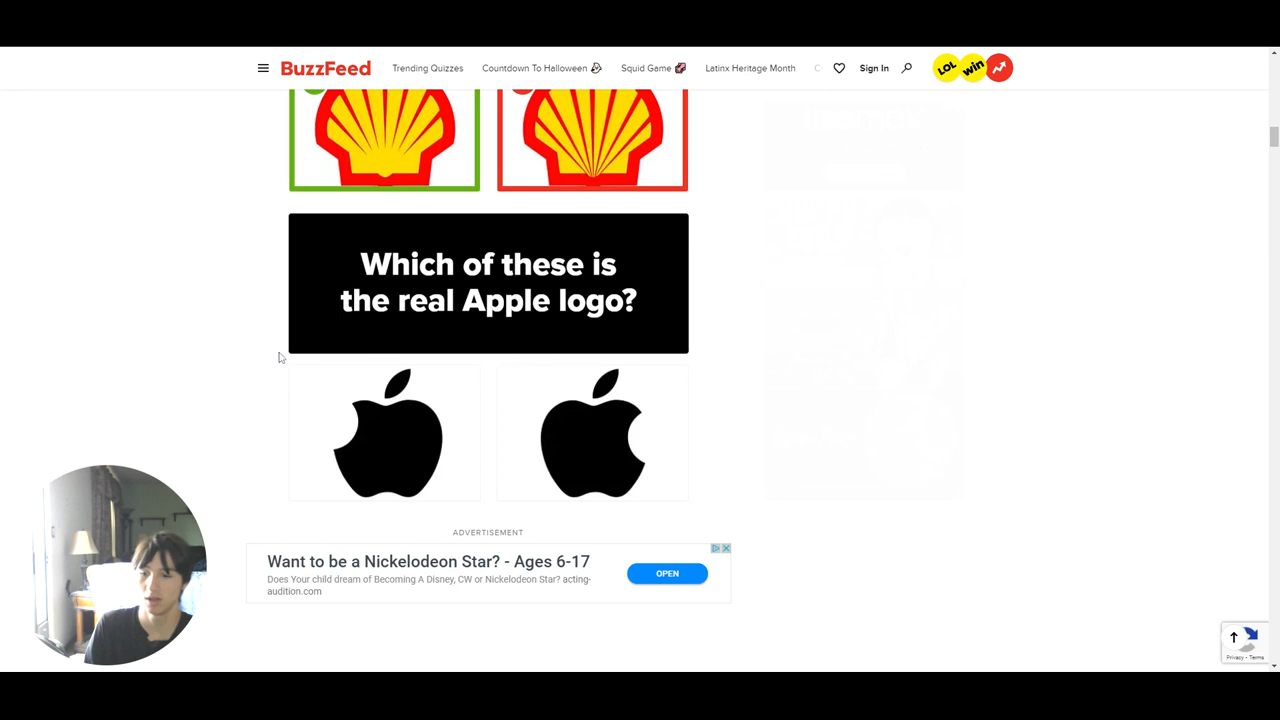 BuzzFeed Trending Quizzes Countdown To Halloween Squid Game Latinx Heritage Month Sign In LOL win
Which of these is
the real Apple logo?
ADVERTISEMENT
Want to be a Nickelodeon Star? - Ages 6-17
Does Your child dream of Becoming A Disney, CW or Nickelodeon Star? acting-
audition.com
OPEN
Privacy - Terms